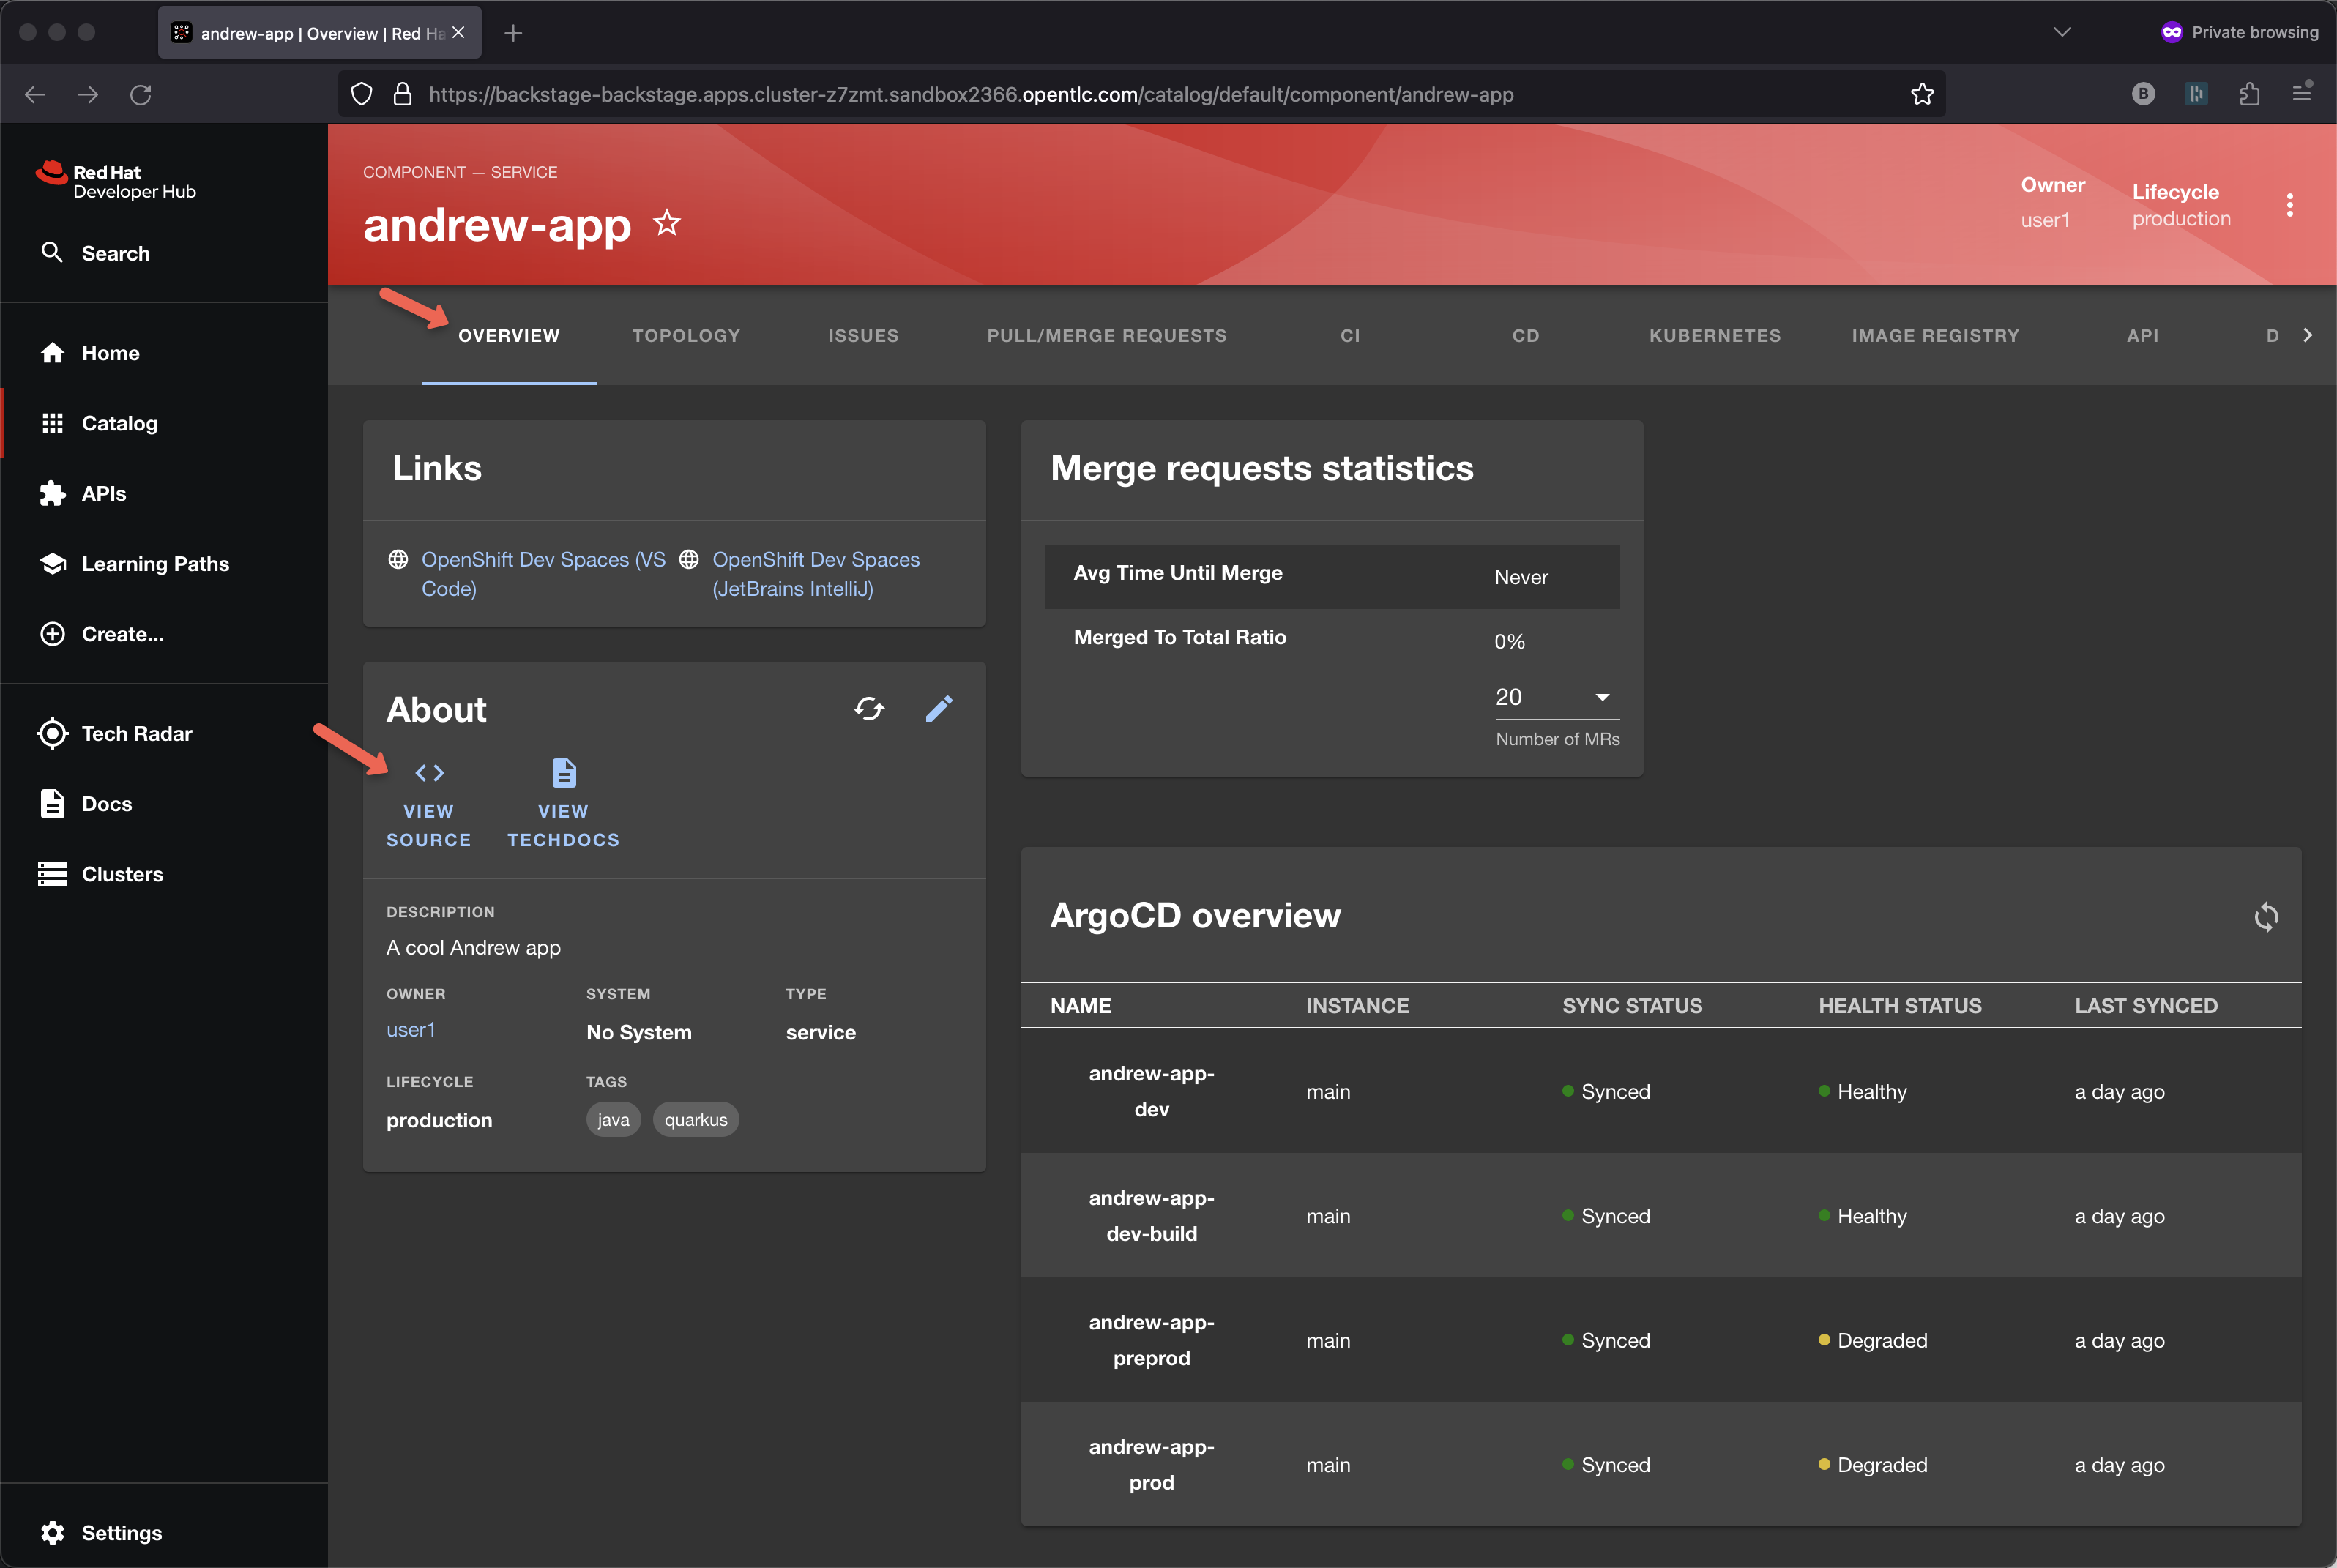 andrew-app | Overview | Red Ha
Private browsing
https://backstage-backstage.apps.cluster-z7zmt.sandbox2366.opentlc.com/catalog/default/component/andrew-app
B
Red Hat
Developer Hub
Search
Home
Catalog
APIs
Learning Paths
Create...
Tech Radar
Docs
Clusters
Settings
COMPONENT — SERVICE
andrew-app
Owner
user1
Lifecycle
production
OVERVIEW TOPOLOGY ISSUES PULL/MERGE REQUESTS CI CD KUBERNETES IMAGE REGISTRY API D
Links
OpenShift Dev Spaces (VS
Code)
OpenShift Dev Spaces
(JetBrains IntelliJ)
About
VIEW
SOURCE
VIEW
TECHDOCS
DESCRIPTION
A cool Andrew app
OWNER SYSTEM TYPE
user1 No System service
LIFECYCLE TAGS
production java quarkus
Merge requests statistics
Avg Time Until Merge Never
Merged To Total Ratio 0%
20
Number of MRs
ArgoCD overview
NAME INSTANCE SYNC STATUS HEALTH STATUS LAST SYNCED
andrew-app-
dev
main Synced Healthy a day ago
andrew-app-
dev-build
main Synced Healthy a day ago
andrew-app-
preprod
main Synced Degraded a day ago
andrew-app-
prod
main Synced Degraded a day ago